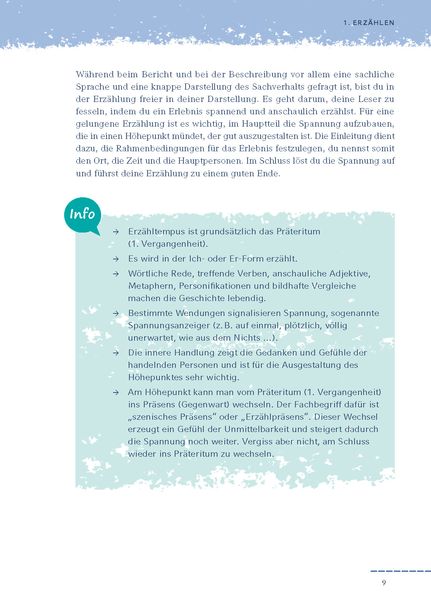 1. ERZÄHLEN
Während beim Bericht und bei der Beschreibung vor allem eine sachliche
Sprache und eine knappe Darstellung des Sachverhalts gefragt ist, bist du in
der Erzählung freier in deiner Darstellung. Es geht darum, deine Leser zu
fesseln, indem du ein Erlebnis spannend und anschaulich erzählst. Für eine
gelungene Erzählung ist es wichtig, im Hauptteil die Spannung aufzubauen,
die in einen Höhepunkt mündet, der gut auszugestalten ist. Die Einleitung dient
dazu, die Rahmenbedingungen für das Erlebnis festzulegen, du nennst somit
den Ort, die Zeit und die Hauptpersonen. Im Schluss löst du die Spannung auf
und führst deine Erzählung zu einem guten Ende.
Info
→ Erzähltempus ist grundsätzlich das Präteritum
(1. Vergangenheit).
→ Es wird in der Ich- oder Er-Form erzählt.
→ Wörtliche Rede, treffende Verben, anschauliche Adjektive,
Metaphern, Personifikationen und bildhafte Vergleiche
machen die Geschichte lebendig.
→ Bestimmte Wendungen signalisieren Spannung, sogenannte
Spannungsanzeiger (z. B. auf einmal, plötzlich, völlig
unerwartet, wie aus dem Nichts …).
→ Die innere Handlung zeigt die Gedanken und Gefühle der
handelnden Personen und ist für die Ausgestaltung des
Höhepunktes sehr wichtig.
→ Am Höhepunkt kann man vom Präteritum (1. Vergangenheit)
ins Präsens (Gegenwart) wechseln. Der Fachbegriff dafür ist
„szenisches Präsens“ oder „Erzählpräsens“. Dieser Wechsel
erzeugt ein Gefühl der Unmittelbarkeit und steigert dadurch
die Spannung noch weiter. Vergiss aber nicht, am Schluss
wieder ins Präteritum zu wechseln.
9